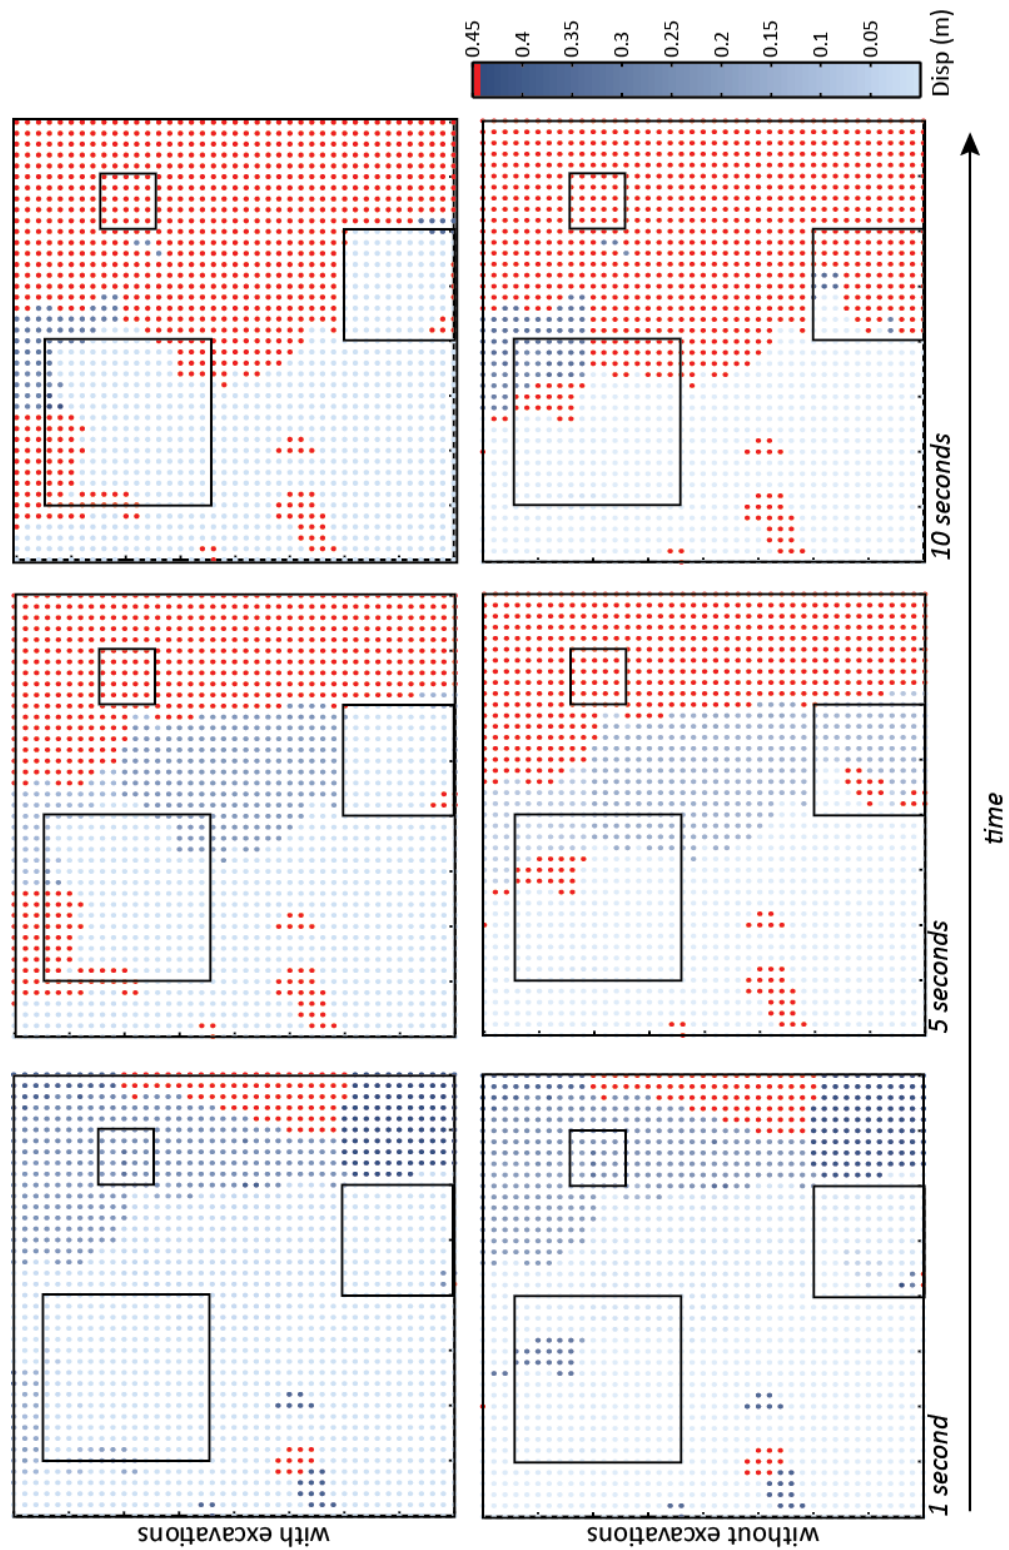 0.45
0.4
0.35
0.3
0.25
0.2
0.15
0.1
0.05
Disp (m)
with excavations
without excavations
1 second
5 seconds
10 seconds
time